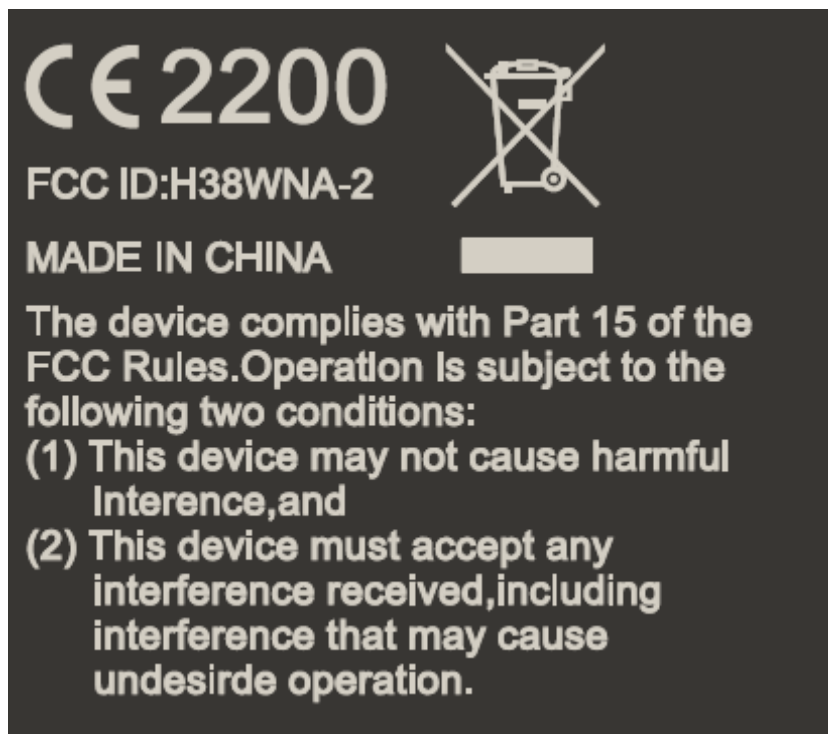 CE 2200
FCC ID:H38WNA-2
MADE IN CHINA
The device complies with Part 15 of the
FCC Rules.Operation Is subject to the
following two conditions:
(1) This device may not cause harmful
Interence,and
(2) This device must accept any
interference received,including
interference that may cause
undesirde operation.